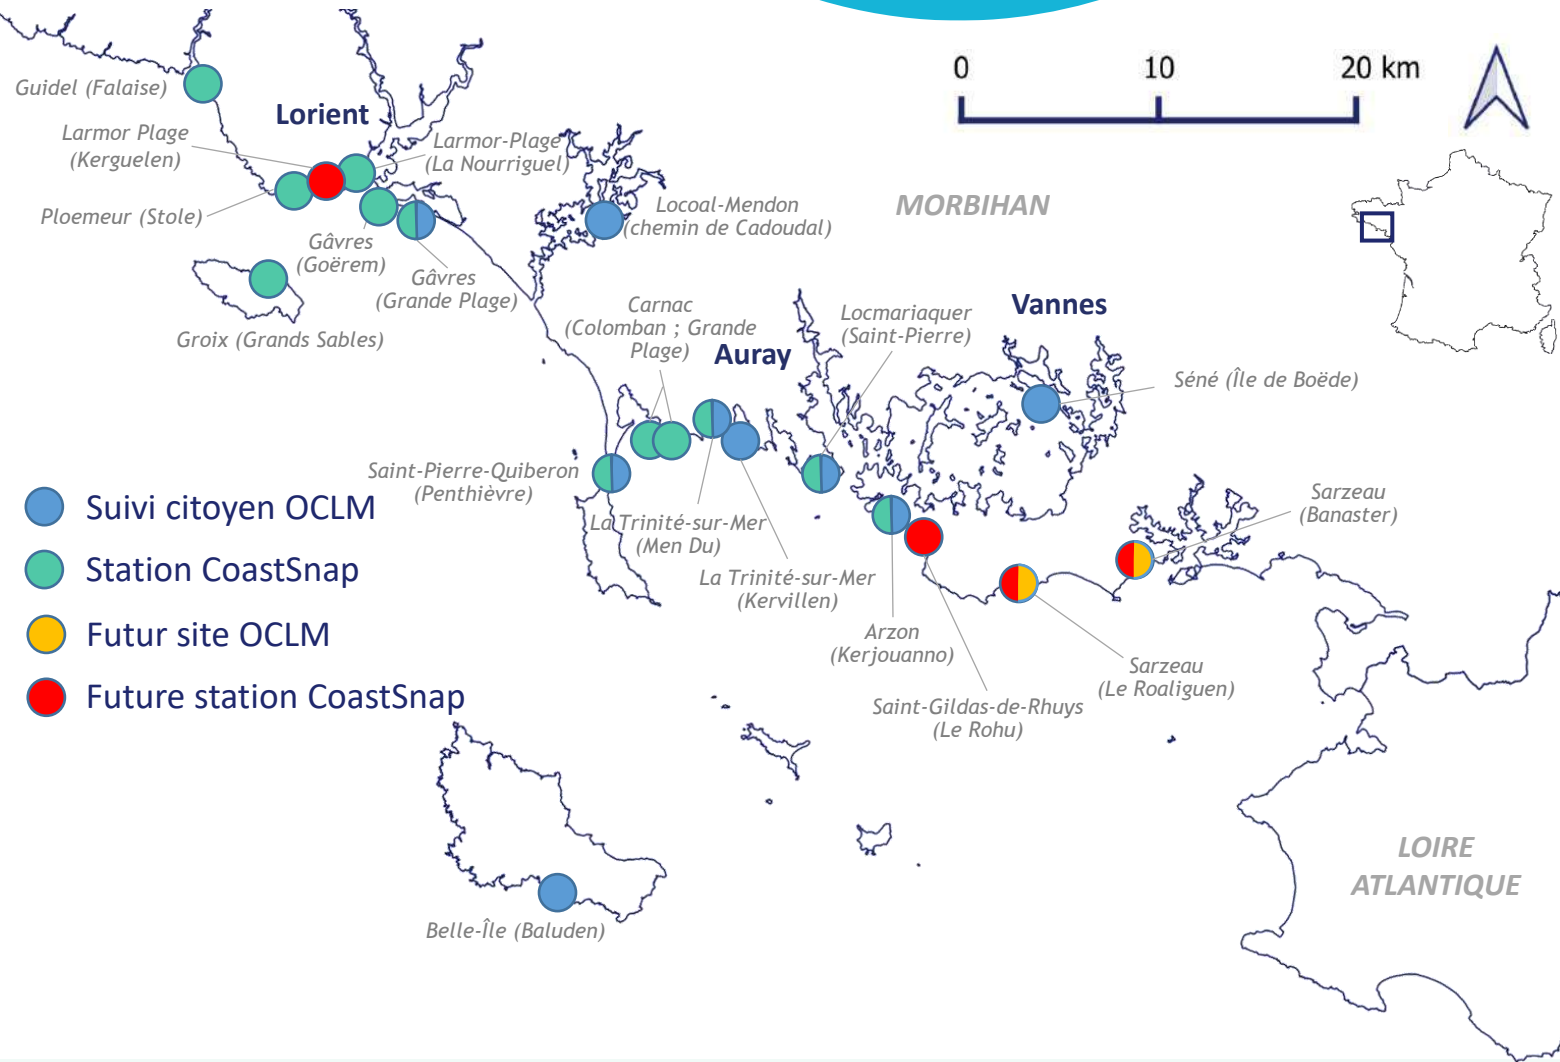 0 10 20 km
Guidel (Falaise)
Lorient
Larmor Plage
(Kerguelen)
Larmor-Plage
(La Nourriguel)
Ploemeur (Stole)
Locoal-Mendon
(chemin de Cadoudal)
MORBIHAN
Gâvres
(Goërem)
Gâvres
(Grande Plage)
Groix (Grands Sables)
Carnac
(Colomban ; Grande
Plage)
Auray
Locmariaquer
(Saint-Pierre)
Vannes
Séné (Île de Boëde)
Saint-Pierre-Quiberon
(Penthièvre)
La Trinité-sur-Mer
(Men Du)
La Trinité-sur-Mer
(Kervillen)
Sarzeau
(Banaster)
Arzon
(Kerjouanno)
Sarzeau
(Le Roaliguen)
Saint-Gildas-de-Rhuys
(Le Rohu)
Suivi citoyen OCLM
Station CoastSnap
Futur site OCLM
Future station CoastSnap
LOIRE
ATLANTIQUE
Belle-Île (Baluden)